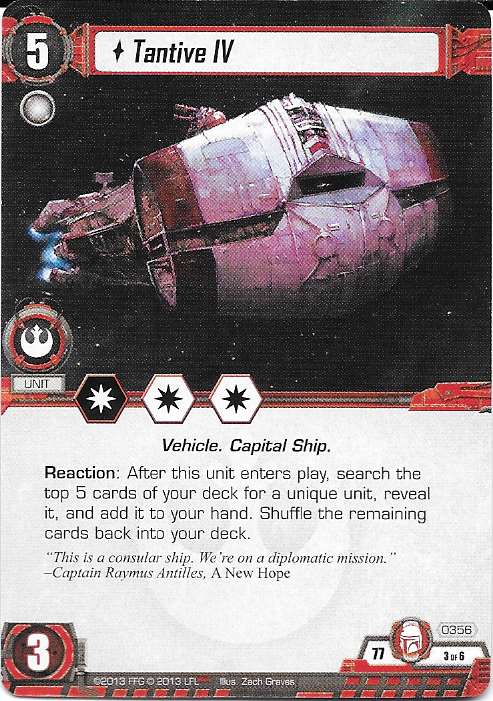 5
Tantive IV
UNIT
Vehicle. Capital Ship.
Reaction: After this unit enters play, search the
top 5 cards of your deck for a unique unit, reveal
it, and add it to your hand. Shuffle the remaining
cards back into your deck.
“This is a consular ship. We're on a diplomatic mission.”
–Captain Raymus Antilles, A New Hope
0356
77
3 OF 6
3
©2013 FFG © 2013 LFL Illus. Zach Graves